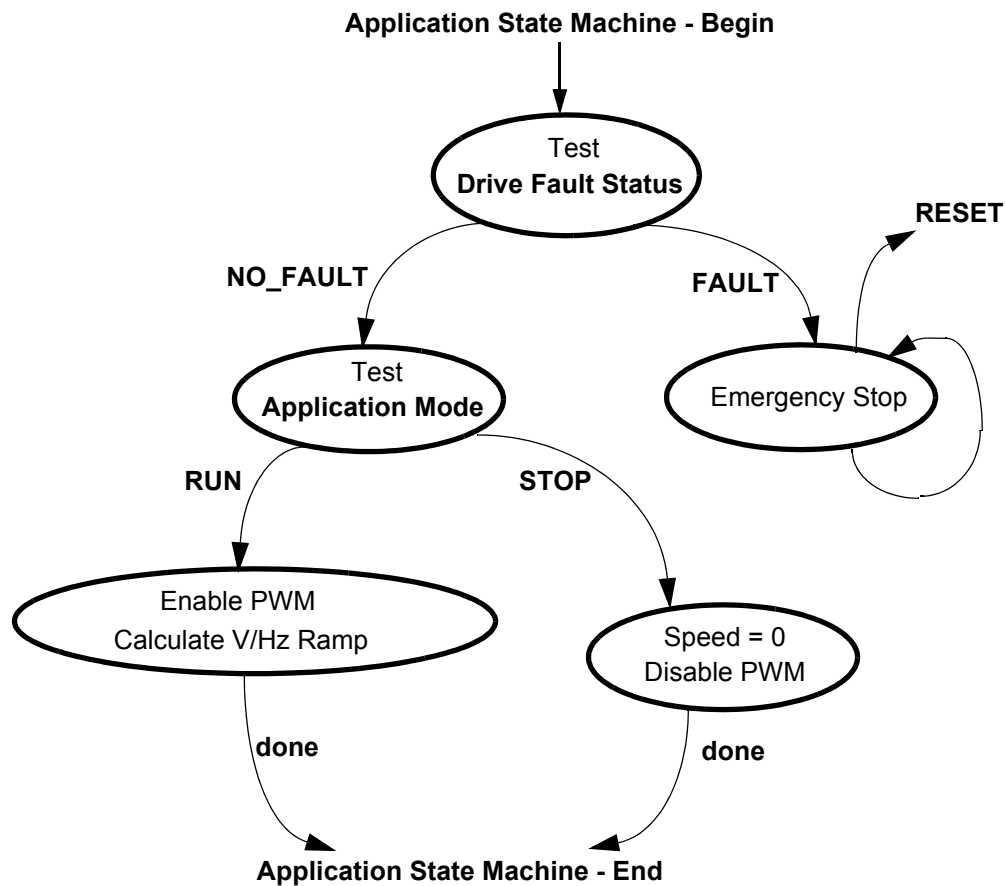 Application State Machine - Begin
Test
Drive Fault Status
RESET
NO_FAULT
FAULT
Test
Application Mode
Emergency Stop
RUN
STOP
Enable PWM
Calculate V/Hz Ramp
Speed = 0
Disable PWM
done
done
Application State Machine - End